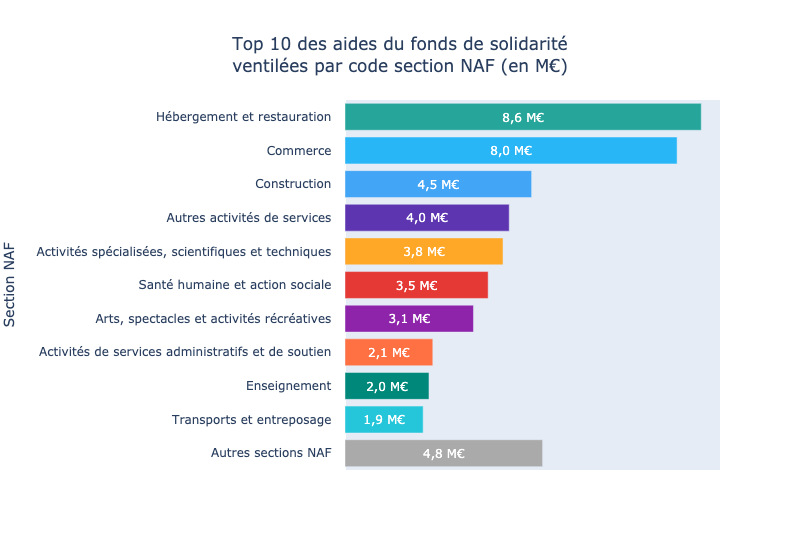 Top 10 des aides du fonds de solidarité
ventilées par code section NAF (en M€)
Section NAF
Hébergement et restauration 8,6 M€
Commerce 8,0 M€
Construction 4,5 M€
Autres activités de services 4,0 M€
Activités spécialisées, scientifiques et techniques 3,8 M€
Santé humaine et action sociale 3,5 M€
Arts, spectacles et activités récréatives 3,1 M€
Activités de services administratifs et de soutien 2,1 M€
Enseignement 2,0 M€
Transports et entreposage 1,9 M€
Autres sections NAF 4,8 M€